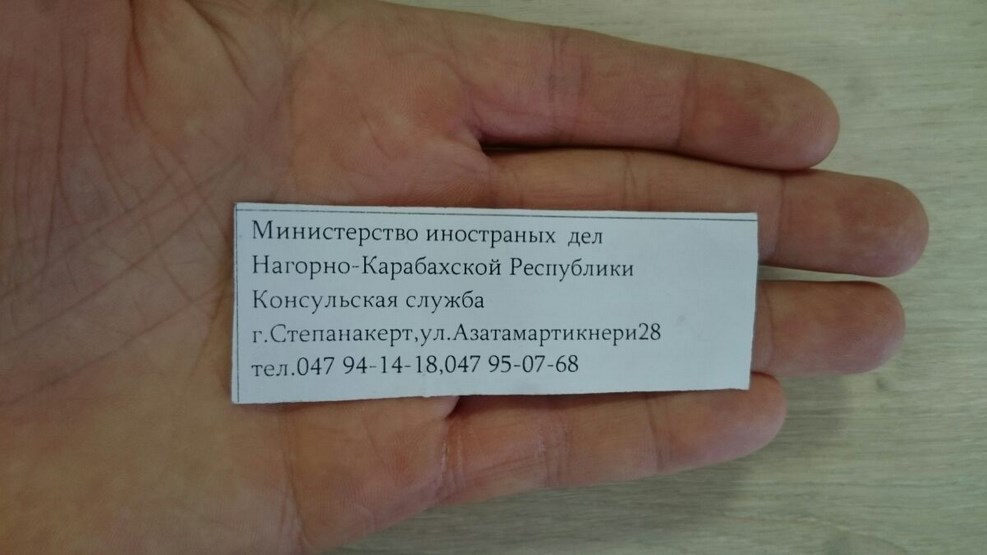 Министерство иностраных дел
Нагорно-Карабахской Республики
Консульская служба
г.Степанакерт,ул.Азатамартикнери28
тел.047 94-14-18,047 95-07-68